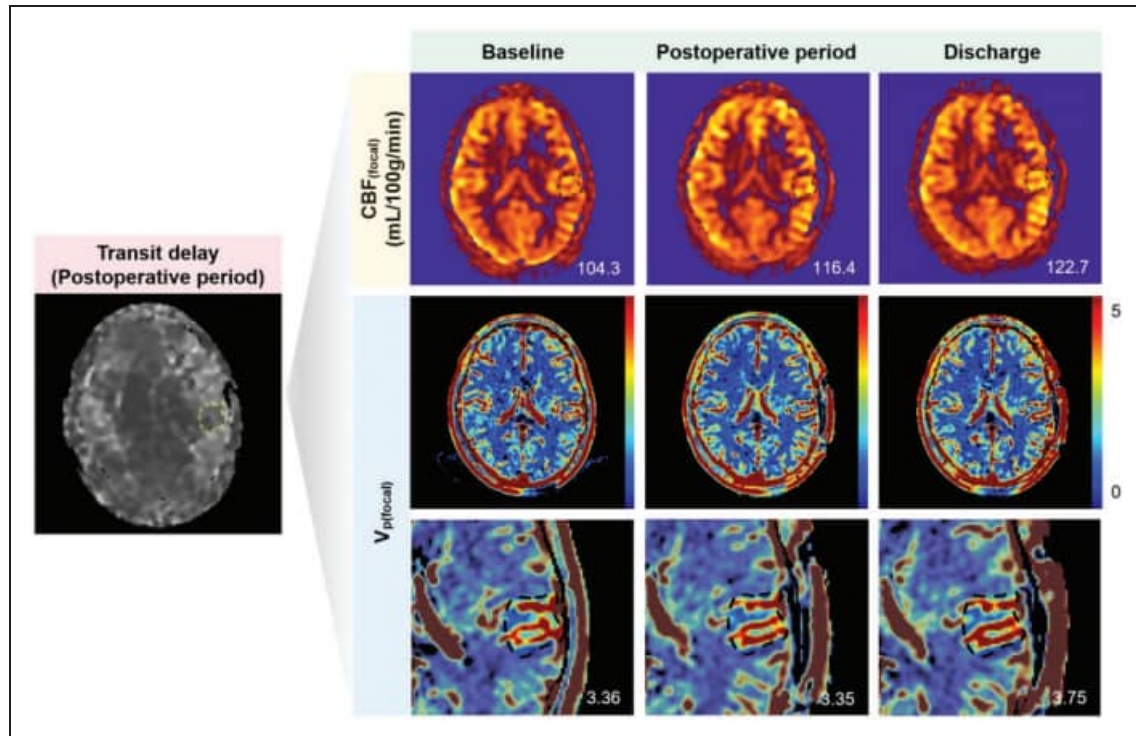 Baseline
Postoperative period
Discharge
CBF(focal)
(mL/100g/min)
104.3
116.4
122.7
Transit delay
(Postoperative period)
Vp(focal)
5
0
3.36
3.35
3.75